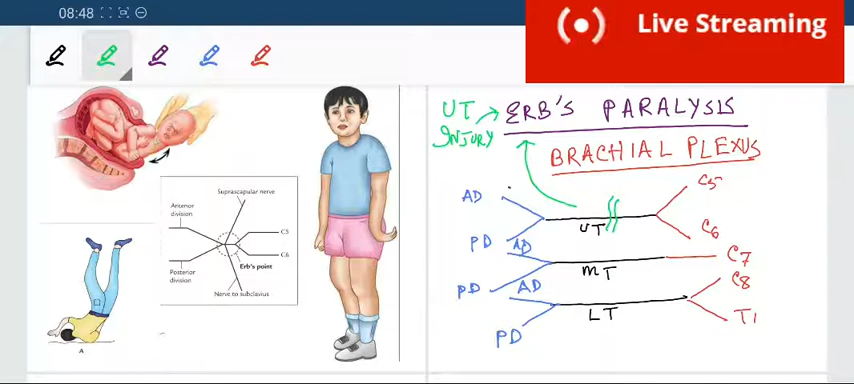 08:48
Live Streaming
UT
INJURY
ERB'S PARALYSIS
BRACHIAL PLEXUS
Suprascapular nerve
Anterior
division
C5
C6
Erb's point
Posterior
division
Nerve to subclavius
A
AD
PD
UT
C5
C6
AD
PD
MT
C7
AD
PD
LT
C8
T1